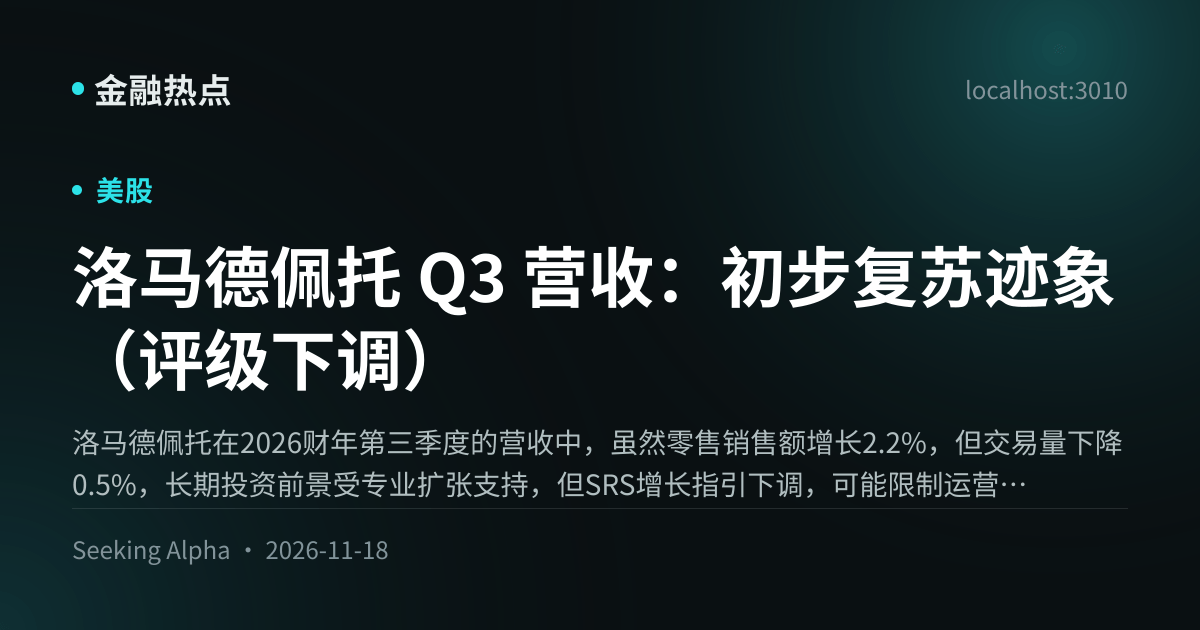 金融热点
localhost:3010
美股
洛马德佩托 Q3 营收：初步复苏迹象
（评级下调）
洛马德佩托在2026财年第三季度的营收中，虽然零售销售额增长2.2%，但交易量下降
0.5%，长期投资前景受专业扩张支持，但SRS增长指引下调，可能限制运营…
Seeking Alpha · 2026-11-18